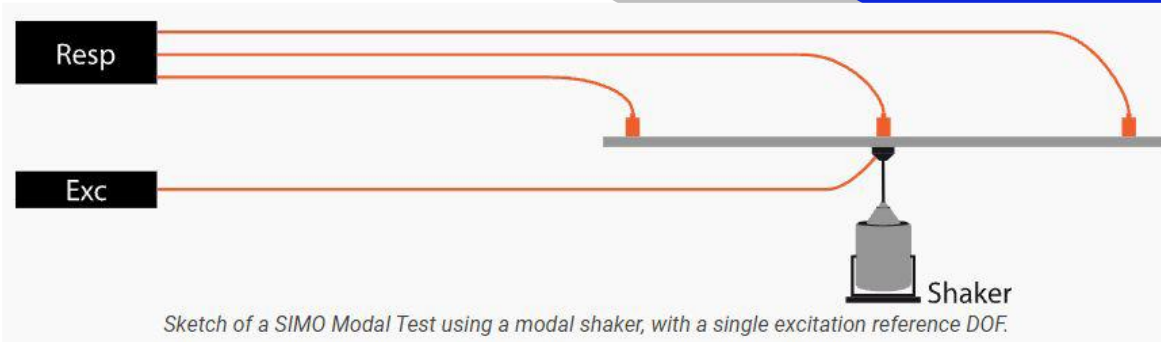 Resp
Exc
Shaker
Sketch of a SIMO Modal Test using a modal shaker, with a single excitation reference DOF.